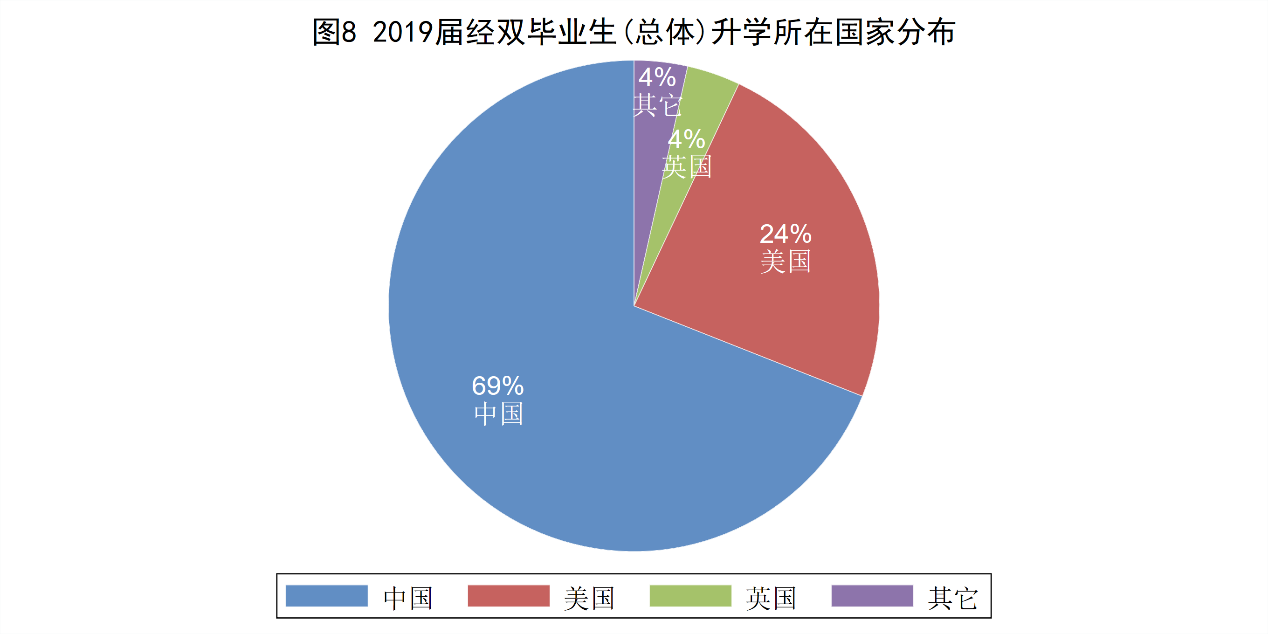 图8 2019届经双毕业生(总体)升学所在国家分布
4%
其它
4%
英国
24%
美国
69%
中国
中国 美国 英国 其它